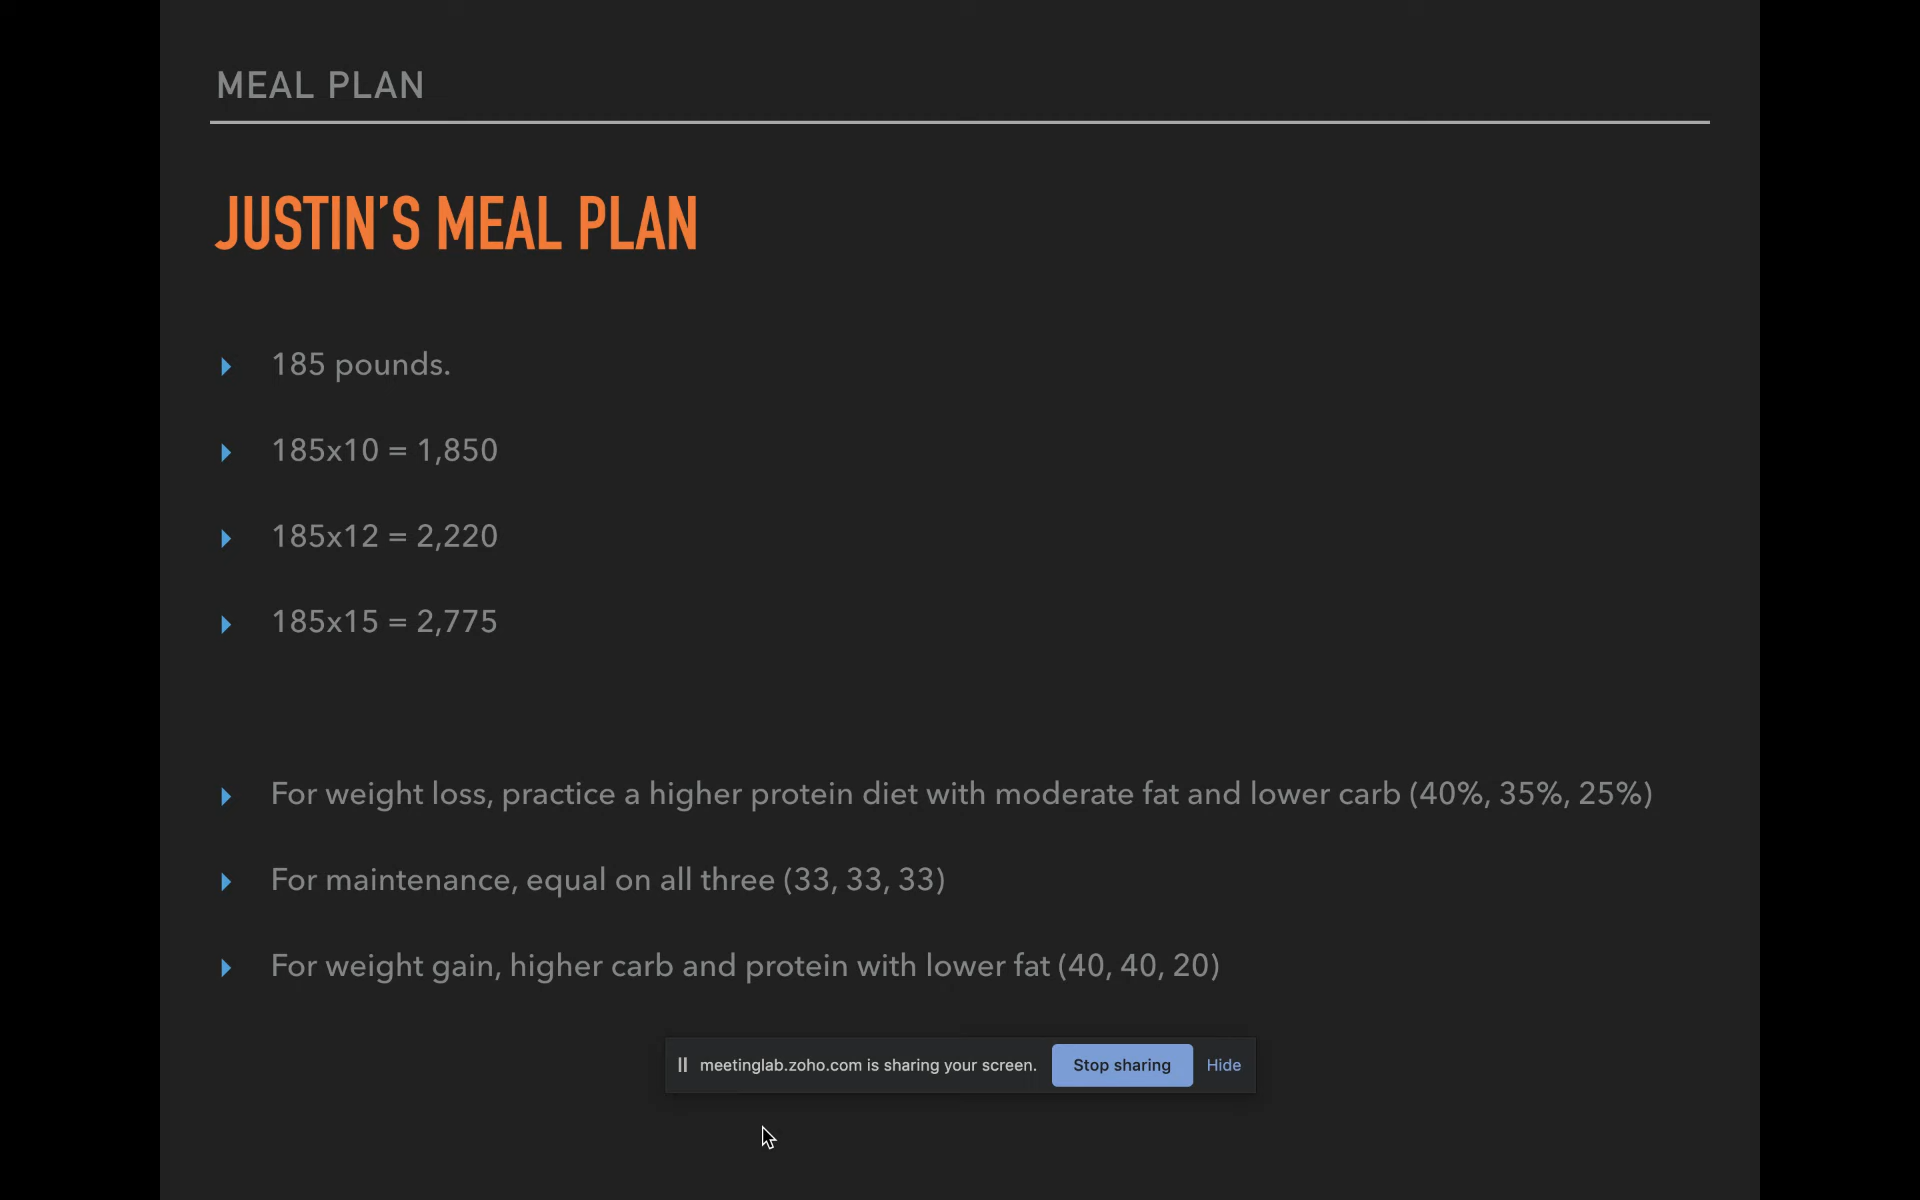 MEAL PLAN
JUSTIN’S MEAL PLAN
185 pounds.
185x10 = 1,850
185x12 = 2,220
185x15 = 2,775
For weight loss, practice a higher protein diet with moderate fat and lower carb (40%, 35%, 25%)
For maintenance, equal on all three (33, 33, 33)
For weight gain, higher carb and protein with lower fat (40, 40, 20)
meetinglab.zoho.com is sharing your screen. Stop sharing Hide